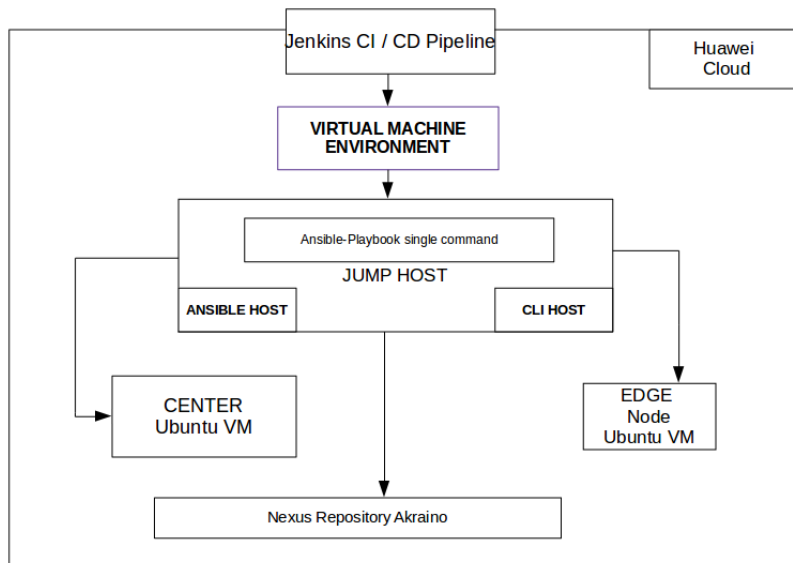 Jenkins CI / CD Pipeline
Huawei
Cloud
VIRTUAL MACHINE
ENVIRONMENT
Ansible-Playbook single command
JUMP HOST
ANSIBLE HOST
CLI HOST
CENTER
Ubuntu VM
EDGE
Node
Ubuntu VM
Nexus Repository Akraino